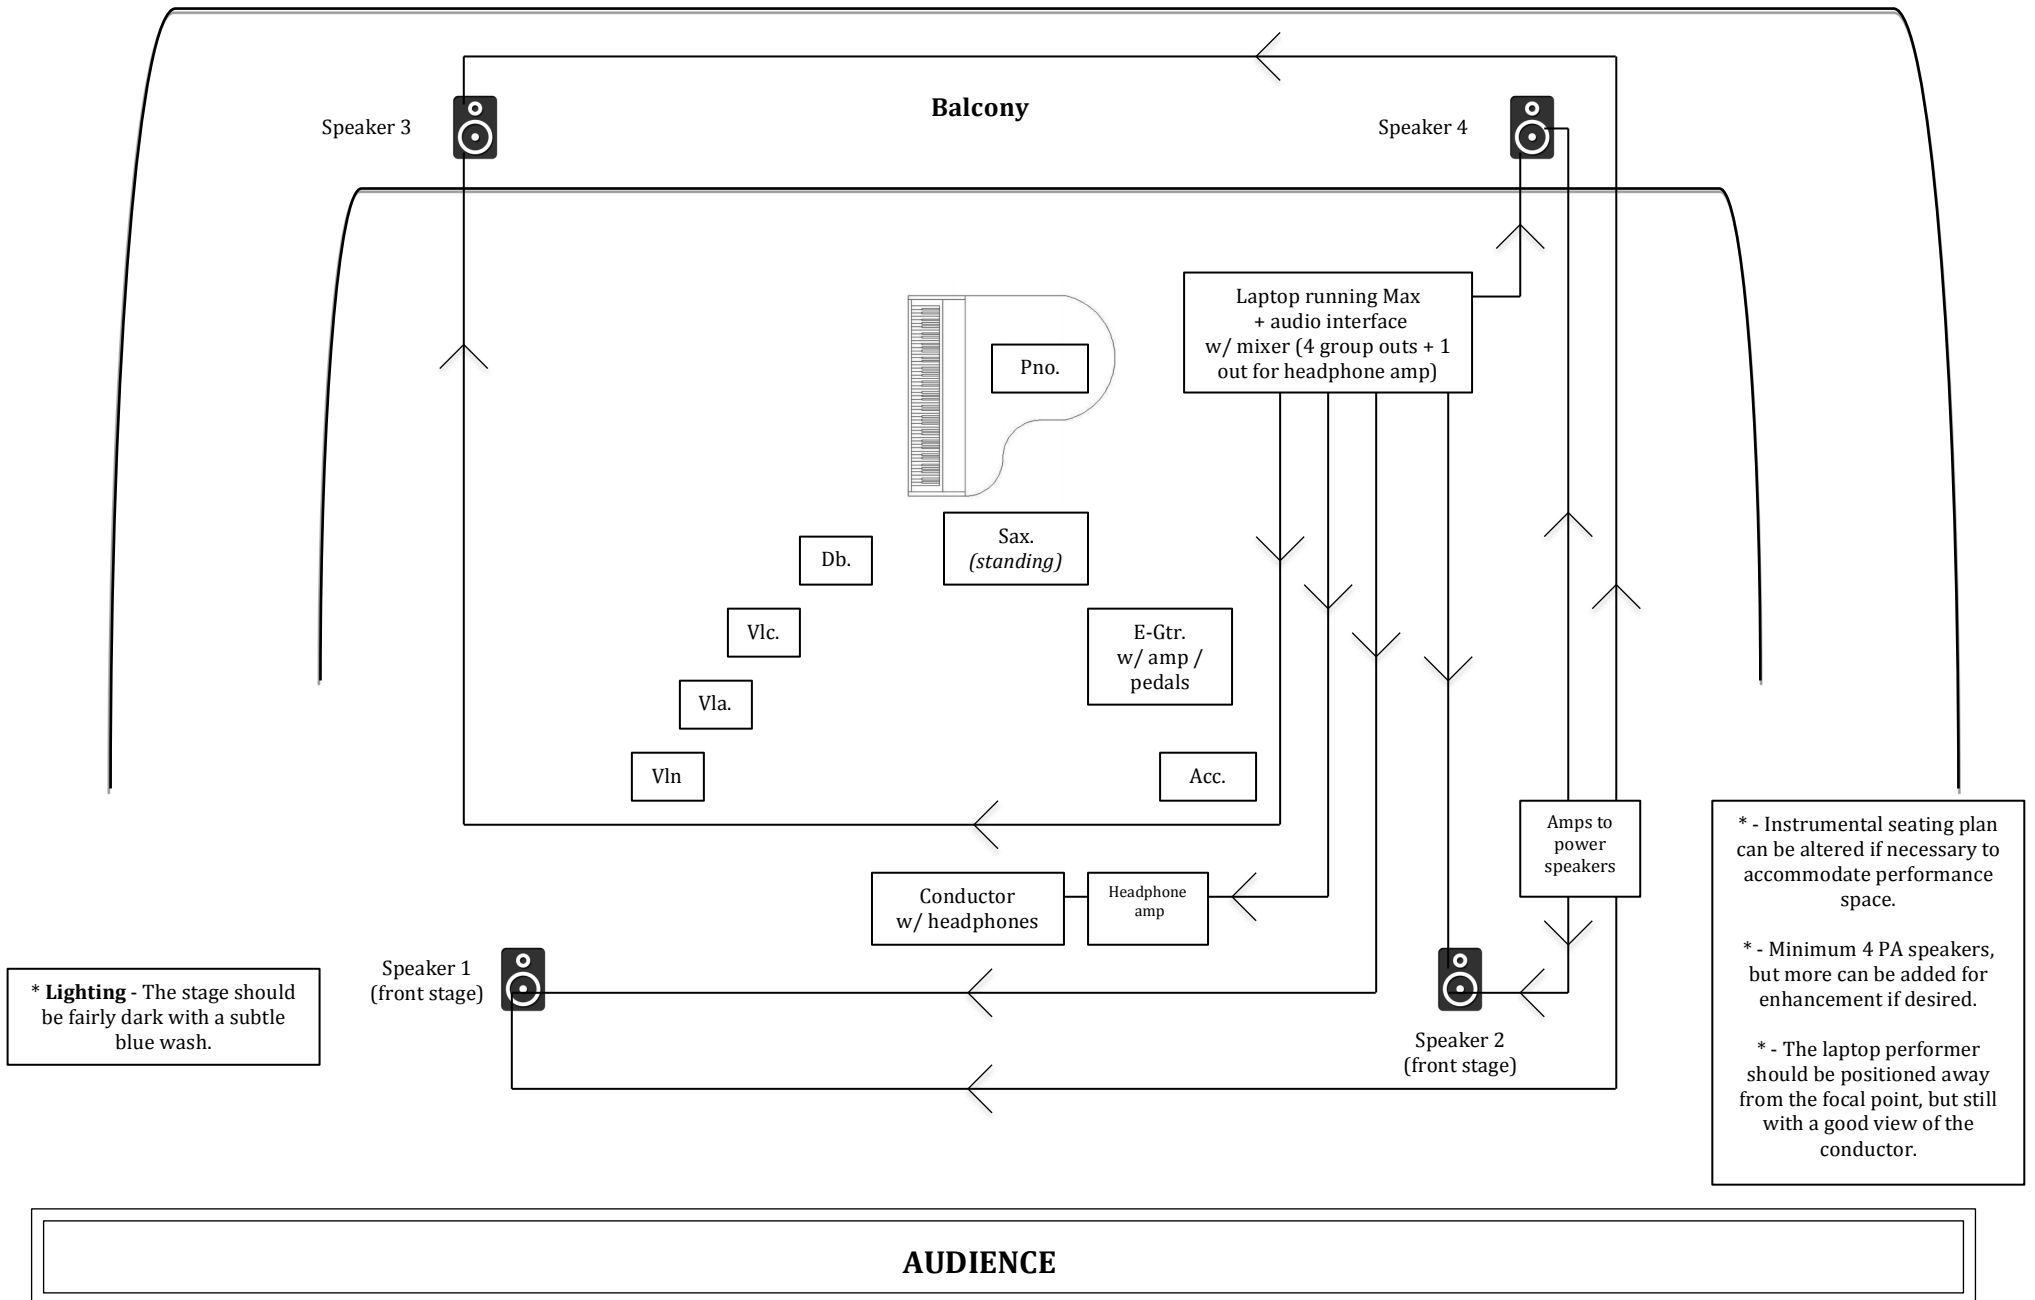 Balcony
Speaker 3
Speaker 4
Laptop running Max
+ audio interface
w/ mixer (4 group outs + 1
out for headphone amp)
Pno.
Sax.
(standing)
Db.
Vlc.
E-Gtr.
w/ amp /
pedals
Vla.
Vln
Acc.
Amps to
power
speakers
Conductor
w/ headphones
Headphone
amp
Speaker 1
(front stage)
Speaker 2
(front stage)
* Lighting - The stage should
be fairly dark with a subtle
blue wash.
* - Instrumental seating plan
can be altered if necessary to
accommodate performance
space.
* - Minimum 4 PA speakers,
but more can be added for
enhancement if desired.
* - The laptop performer
should be positioned away
from the focal point, but still
with a good view of the
conductor.
AUDIENCE